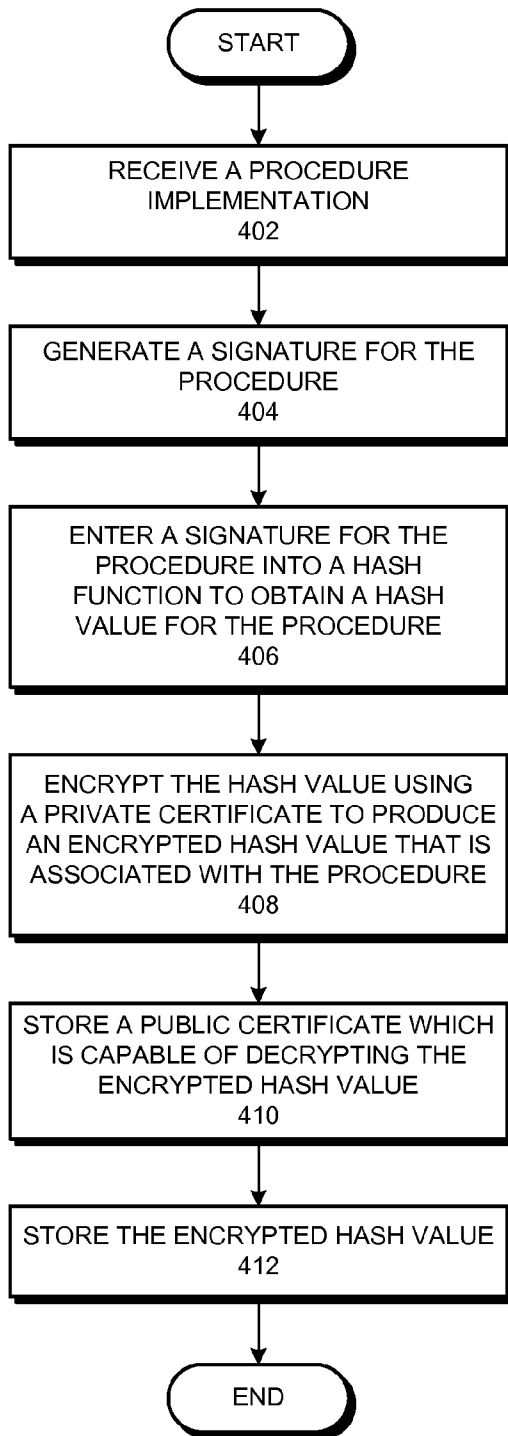 START
RECEIVE A PROCEDURE
IMPLEMENTATION
402
GENERATE A SIGNATURE FOR THE
PROCEDURE
404
ENTER A SIGNATURE FOR THE
PROCEDURE INTO A HASH
FUNCTION TO OBTAIN A HASH
VALUE FOR THE PROCEDURE
406
ENCRYPT THE HASH VALUE USING
A PRIVATE CERTIFICATE TO PRODUCE
AN ENCRYPTED HASH VALUE THAT IS
ASSOCIATED WITH THE PROCEDURE
408
STORE A PUBLIC CERTIFICATE WHICH
IS CAPABLE OF DECRYPTING THE
ENCRYPTED HASH VALUE
410
STORE THE ENCRYPTED HASH VALUE
412
END